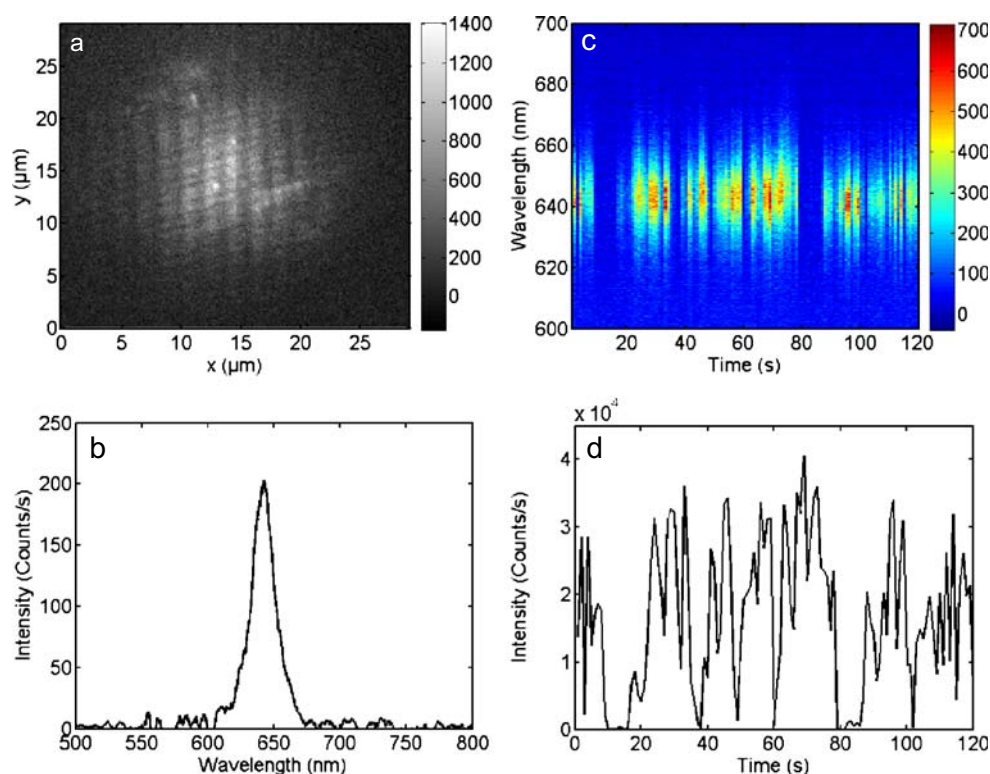 a
y (µm)
25
20
15
10
5
0
0 5 10 15 20 25
x (µm)
1400
1200
1000
800
600
400
200
0
c
Wavelength (nm)
700
680
660
640
620
600
20 40 60 80 100 120
Time (s)
700
600
500
400
300
200
100
0
b
Intensity (Counts/s)
250
200
150
100
50
0
500 550 600 650 700 750 800
Wavelength (nm)
d
x 10^4
Intensity (Counts/s)
4
3
2
1
0
0 20 40 60 80 100 120
Time (s)